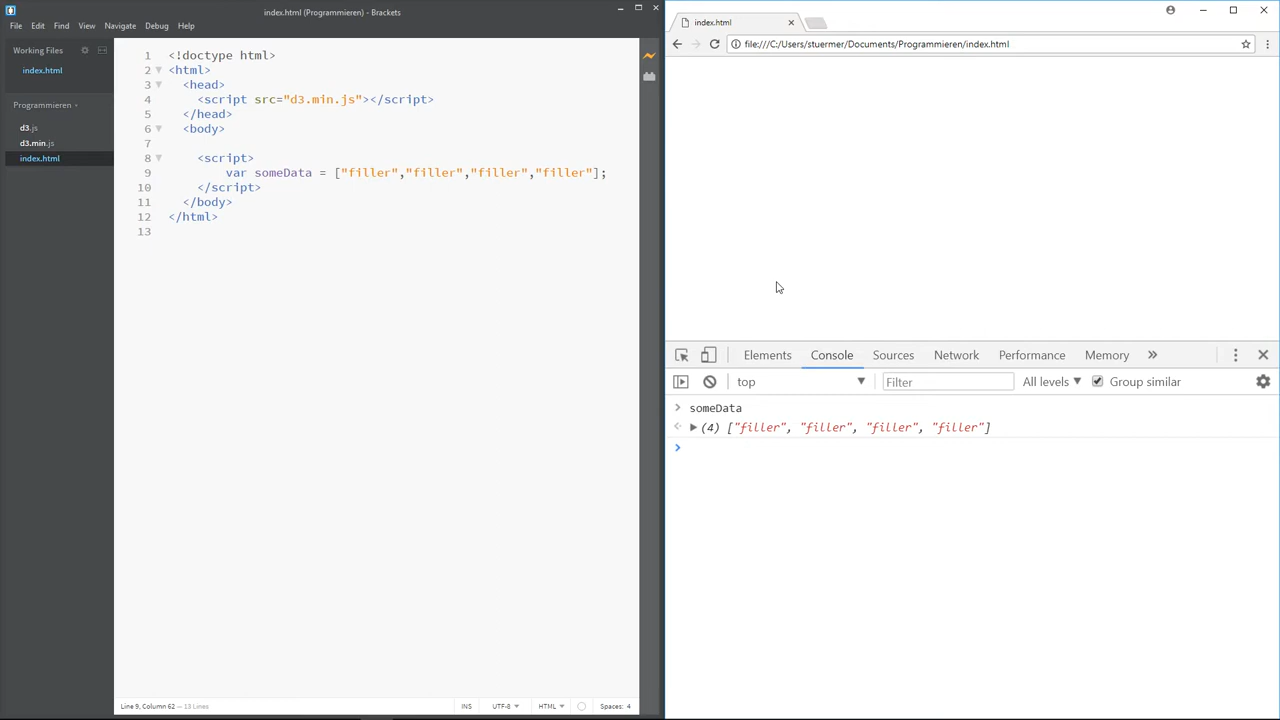 index.html (Programmieren) - Brackets
File Edit Find View Navigate Debug Help
Working Files
index.html
Programmieren
d3.js
d3.min.js
index.html
1 <!doctype html>
2 <html>
3 <head>
4 <script src="d3.min.js"></script>
5 </head>
6 <body>
7
8 <script>
9 var someData = ["filler","filler","filler","filler"];
10 </script>
11 </body>
12 </html>
13
Line 9, Column 62 — 13 Lines
INS UTF-8 HTML Spaces: 4
index.html
file:///C:/Users/stuermer/Documents/Programmieren/index.html
Elements Console Sources Network Performance Memory »
top Filter All levels Group similar
someData
(4) ["filler", "filler", "filler", "filler"]